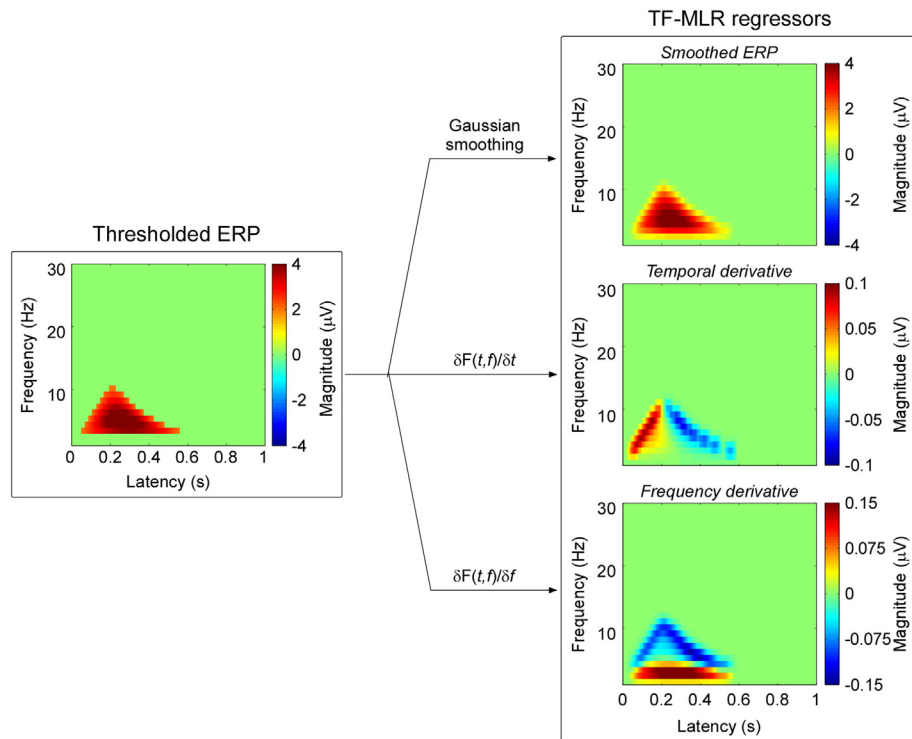 TF-MLR regressors
Smoothed ERP
30
20
10
Frequency (Hz)
4
2
0
-2
-4
Magnitude (μV)
Gaussian
smoothing
Thresholded ERP
30
20
10
Frequency (Hz)
0 0.2 0.4 0.6 0.8 1
Latency (s)
4
2
0
-2
-4
Magnitude (μV)
δF(t,f)/δt
Temporal derivative
30
20
10
Frequency (Hz)
0.1
0.05
0
-0.05
-0.1
Magnitude (μV)
δF(t,f)/δf
Frequency derivative
30
20
10
Frequency (Hz)
0 0.2 0.4 0.6 0.8 1
Latency (s)
0.15
0.075
0
-0.075
-0.15
Magnitude (μV)